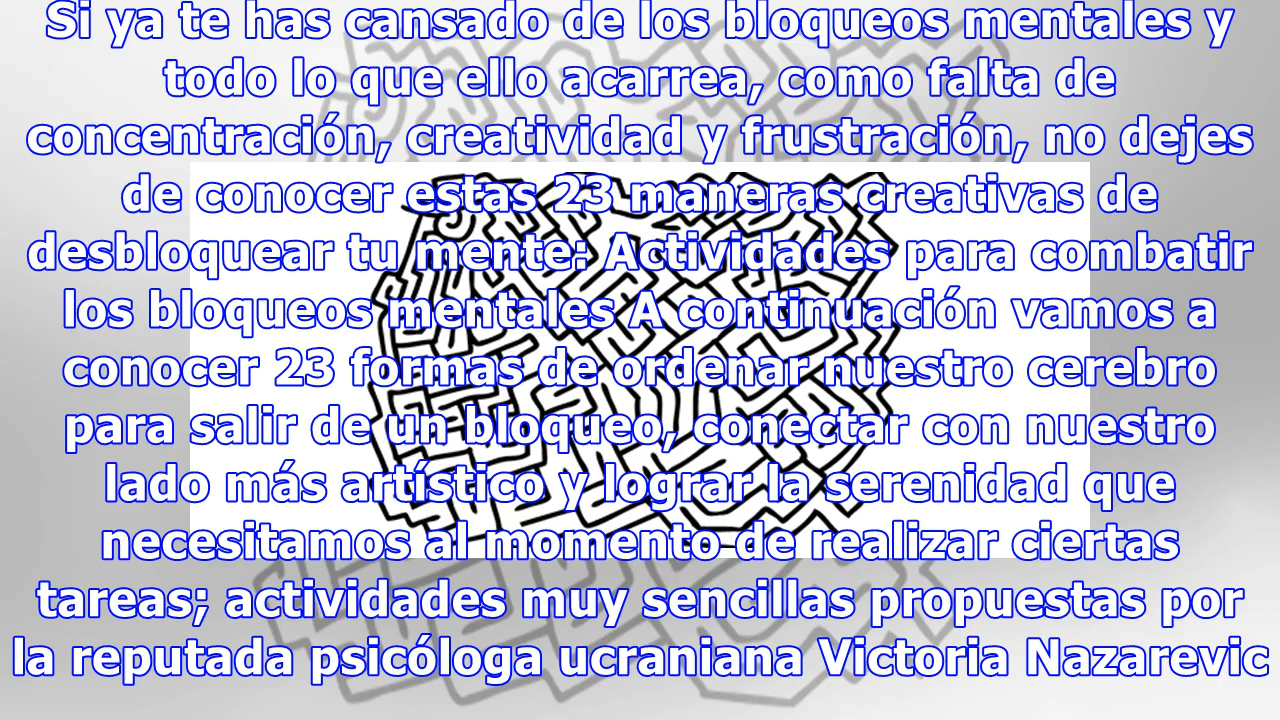 Si ya te has cansado de los bloqueos mentales y
todo lo que ello acarrea, como falta de
concentración, creatividad y frustración, no dejes
de conocer estas 23 maneras creativas de
desbloquear tu mente: Actividades para combatir
los bloqueos mentales A continuación vamos a
conocer 23 formas de ordenar nuestro cerebro
para salir de un bloqueo, conectar con nuestro
lado más artístico y lograr la serenidad que
necesitamos al momento de realizar ciertas
tareas; actividades muy sencillas propuestas por
la reputada psicóloga ucraniana Victoria Nazarevic